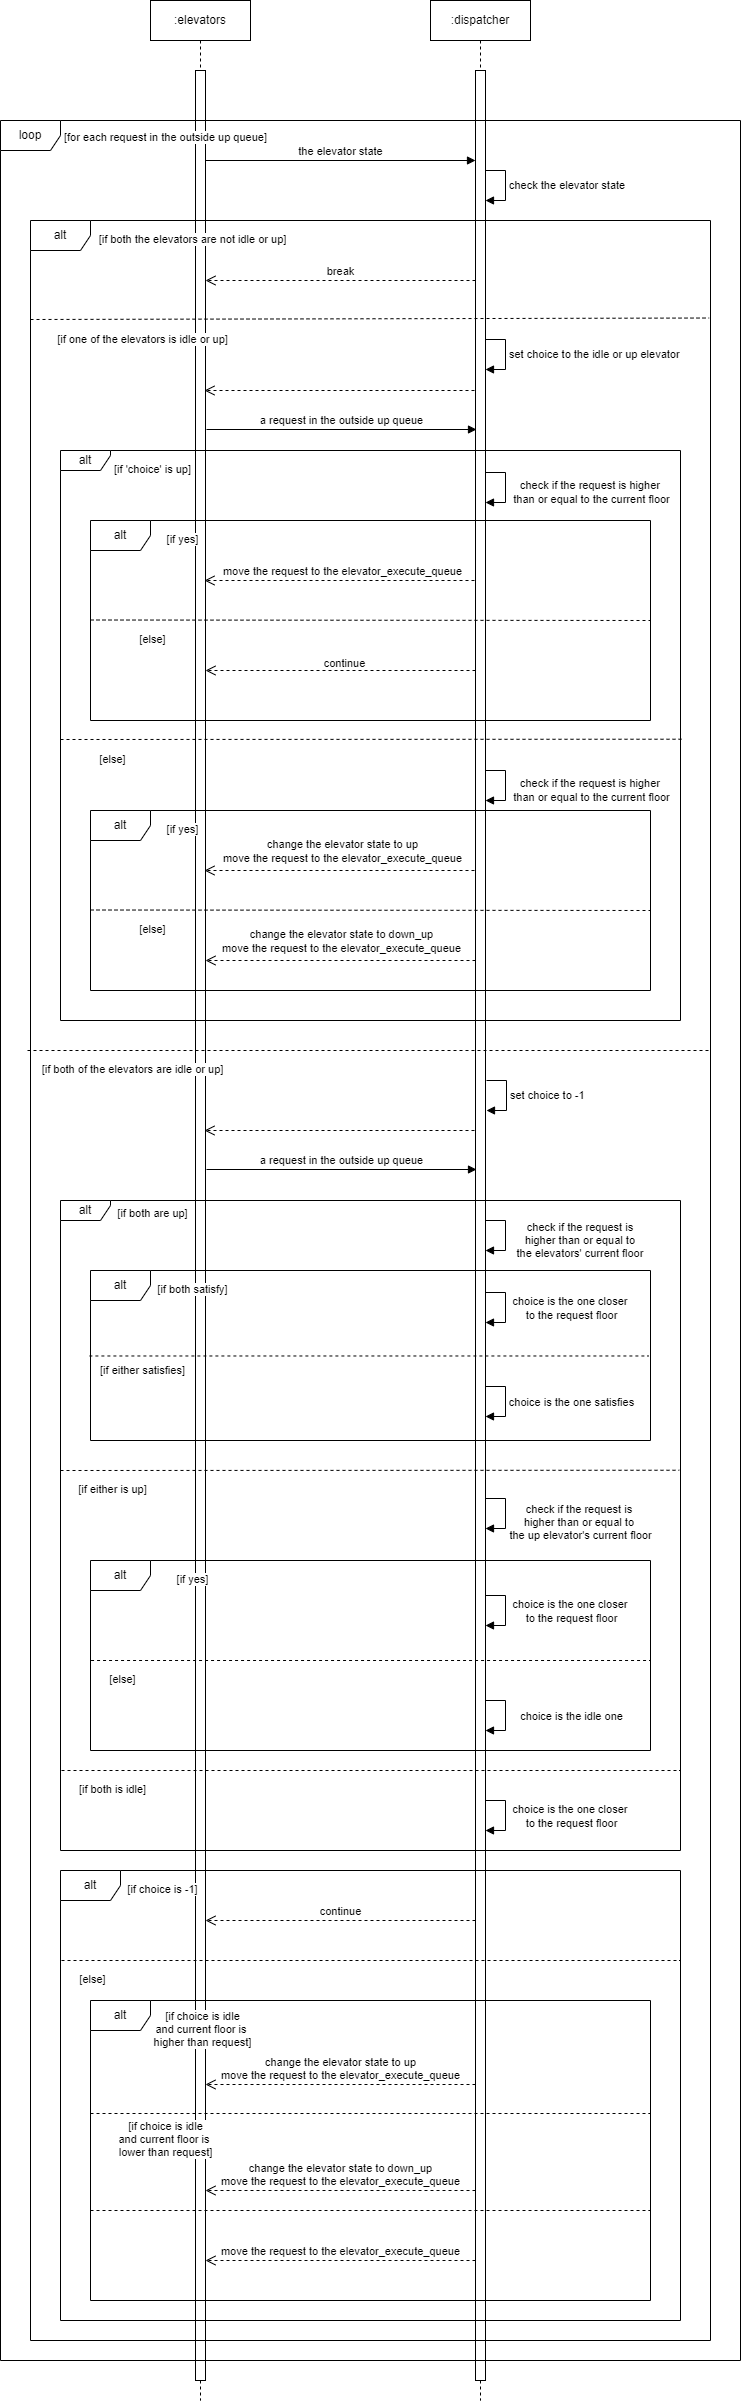 :elevators
:dispatcher
loop
[for each request in the outside up queue]
the elevator state
check the elevator state
alt
[if both the elevators are not idle or up]
break
[if one of the elevators is idle or up]
set choice to the idle or up elevator
a request in the outside up queue
alt
[if 'choice' is up]
check if the request is higher
than or equal to the current floor
alt
[if yes]
move the request to the elevator_execute_queue
[else]
continue
[else]
check if the request is higher
than or equal to the current floor
alt
[if yes]
change the elevator state to up
move the request to the elevator_execute_queue
[else]
change the elevator state to down_up
move the request to the elevator_execute_queue
[if both of the elevators are idle or up]
set choice to -1
a request in the outside up queue
alt
[if both are up]
check if the request is
higher than or equal to
the elevators' current floor
alt
[if both satisfy]
choice is the one closer
to the request floor
[if either satisfies]
choice is the one satisfies
[if either is up]
check if the request is
higher than or equal to
the up elevator's current floor
alt
[if yes]
choice is the one closer
to the request floor
[else]
choice is the idle one
[if both is idle]
choice is the one closer
to the request floor
alt
[if choice is -1]
continue
[else]
alt
[if choice is idle
and current floor is
higher than request]
change the elevator state to up
move the request to the elevator_execute_queue
[if choice is idle
and current floor is
lower than request]
change the elevator state to down_up
move the request to the elevator_execute_queue
move the request to the elevator_execute_queue